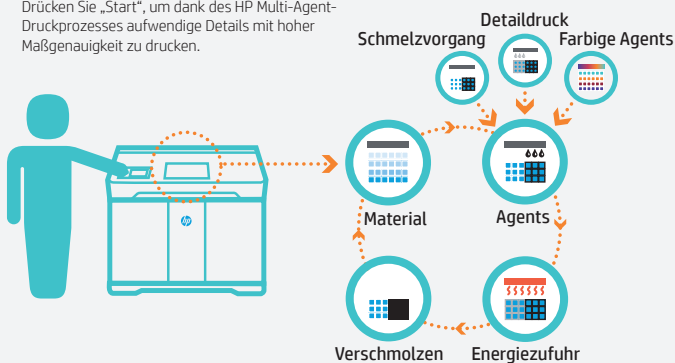 Drücken Sie „Start“, um dank des HP Multi-Agent-
Druckprozesses aufwendige Details mit hoher
Maßgenauigkeit zu drucken.
Detaildruck
Schmelzvorgang
Farbige Agents
hp
Material
Agents
Verschmolzen
Energiezufuhr